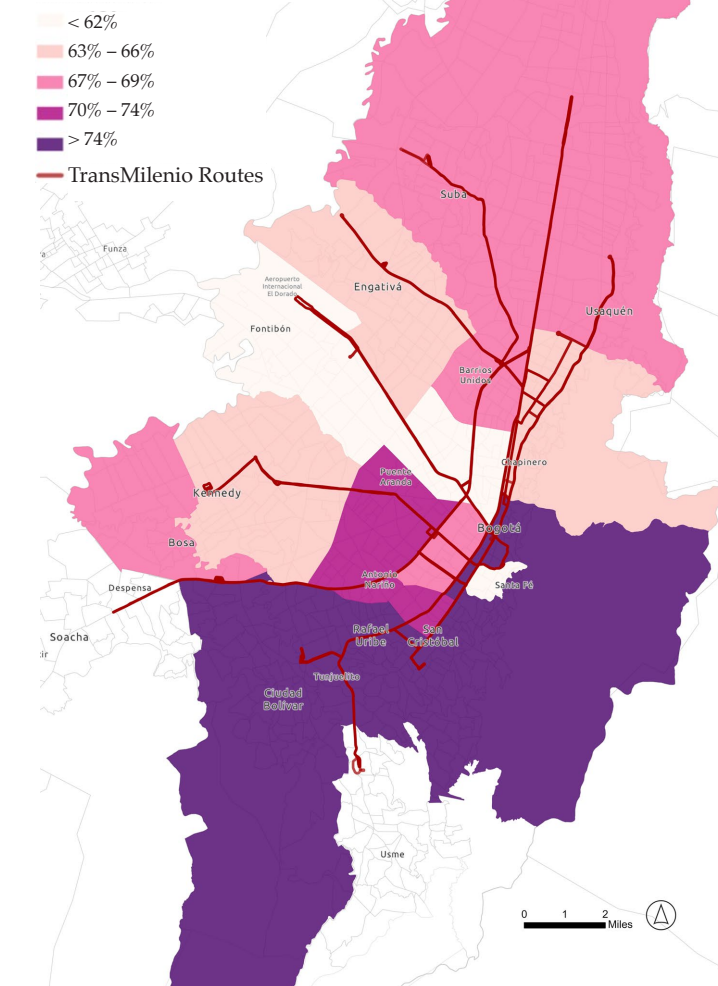 < 62%
63% – 66%
67% – 69%
70% – 74%
> 74%
TransMilenio Routes
Suba
Funza
a
Aeropuerto
Internacional
El Dorado
Engativá
Usaquén
Fontibón
Barrios
Unidos
Chapinero
Puente
Aranda
Kennedy
Bogotá
Bosa
Antonio
Nariño
Santa Fé
Despensa
Soacha
Rafael
Uribe
San
Cristóbal
cir
Tunjuelito
Ciudad
Bolívar
Usme
0 1 2
Miles